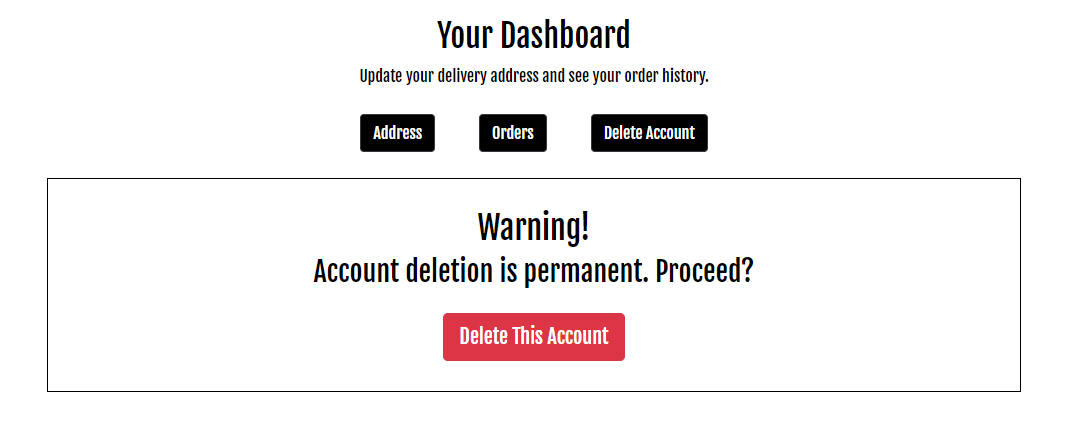 Your Dashboard
Update your delivery address and see your order history.
Address Orders Delete Account
Warning!
Account deletion is permanent. Proceed?
Delete This Account